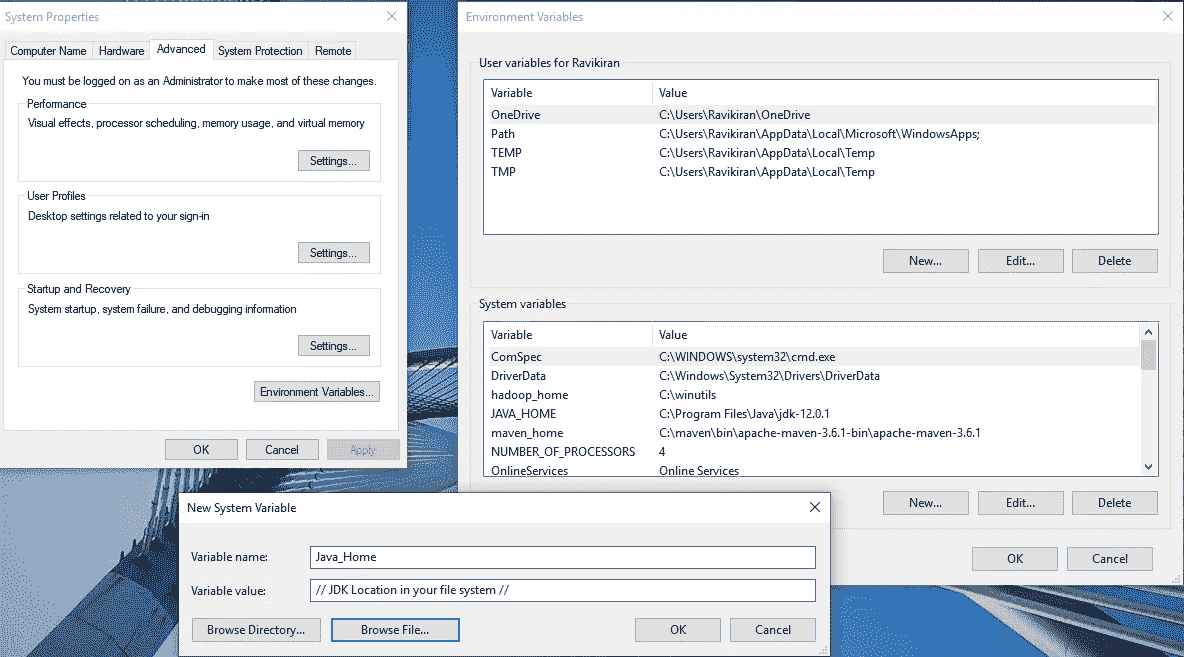 System Properties
Computer Name Hardware Advanced System Protection Remote
You must be logged on as an Administrator to make most of these changes.
Performance
Visual effects, processor scheduling, memory usage, and virtual memory
Settings...
User Profiles
Desktop settings related to your sign-in
Settings...
Startup and Recovery
System startup, system failure, and debugging information
Settings...
Environment Variables...
OK Cancel Apply
Environment Variables
User variables for Ravikiran
Variable Value
OneDrive C:\Users\Ravikiran\OneDrive
Path C:\Users\Ravikiran\AppData\Local\Microsoft\WindowsApps;
TEMP C:\Users\Ravikiran\AppData\Local\Temp
TMP C:\Users\Ravikiran\AppData\Local\Temp
New... Edit... Delete
System variables
Variable Value
ComSpec C:\WINDOWS\system32\cmd.exe
DriverData C:\Windows\System32\Drivers\DriverData
hadoop_home C:\winutils
JAVA_HOME C:\Program Files\Java\jdk-12.0.1
maven_home C:\maven\bin\apache-maven-3.6.1-bin\apache-maven-3.6.1
NUMBER_OF_PROCESSORS 4
OnlineServices Online Services
New... Edit... Delete
OK Cancel
New System Variable
Variable name: Java_Home
Variable value: // JDK Location in your file system //
Browse Directory... Browse File... OK Cancel